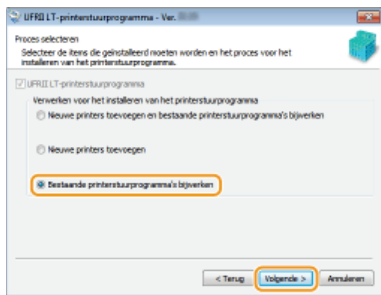 UFRII LT-printerstuurprogramma - Ver.
Proces selecteren
Selecteer de items die geïnstalleerd moeten worden en het proces voor het
installeren van het printerstuurprogramma.
UFRII LT-printerstuurprogramma
Verwerken voor het installeren van het printerstuurprogramma
Nieuwe printers toevoegen en bestaande printerstuurprogramma's bijwerken
Nieuwe printers toevoegen
Bestaande printerstuurprogramma's bijwerken
< Terug Volgende > Annuleren